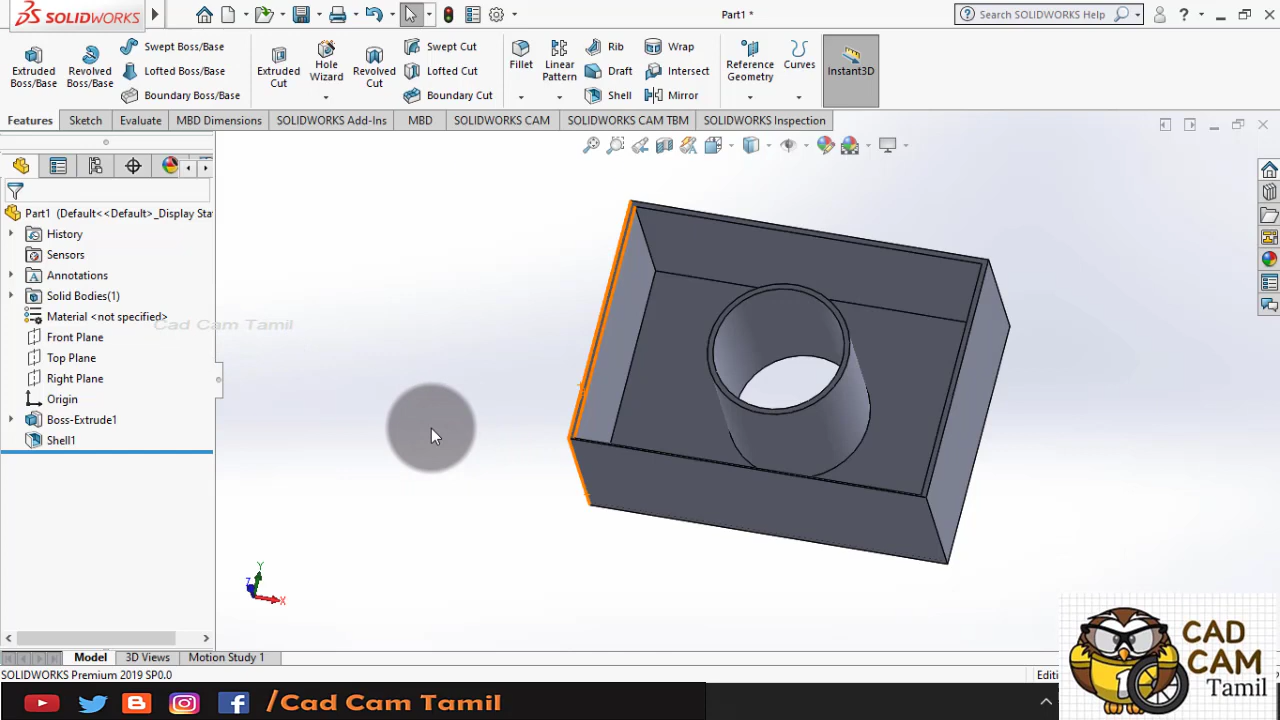 SOLIDWORKS
Part1 *
Search SOLIDWORKS Help
Extruded Boss/Base
Revolved Boss/Base
Swept Boss/Base
Lofted Boss/Base
Boundary Boss/Base
Extruded Cut
Hole Wizard
Revolved Cut
Swept Cut
Lofted Cut
Boundary Cut
Fillet
Linear Pattern
Rib
Draft
Shell
Wrap
Intersect
Mirror
Reference Geometry
Curves
Instant3D
Features
Sketch
Evaluate
MBD Dimensions
SOLIDWORKS Add-Ins
MBD
SOLIDWORKS CAM
SOLIDWORKS CAM TBM
SOLIDWORKS Inspection
Part1 (Default<<Default>_Display Sta
History
Sensors
Annotations
Solid Bodies(1)
Material <not specified>
Cad Cam Tamil
Front Plane
Top Plane
Right Plane
Origin
Boss-Extrude1
Shell1
Y
Z
X
Model
3D Views
Motion Study 1
SOLIDWORKS Premium 2019 SP0.0
Editi
/Cad Cam Tamil
CAD
CAM
Tamil